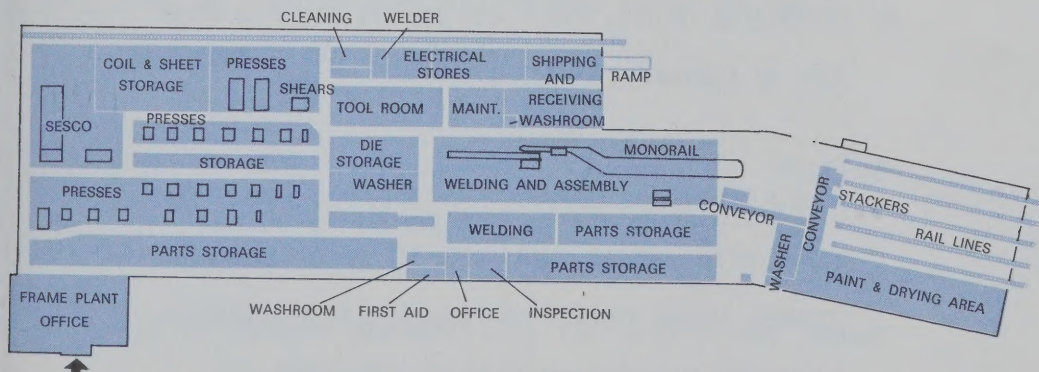 CLEANING
WELDER
COIL & SHEET
STORAGE
PRESSES
SHEARS
ELECTRICAL
STORES
SHIPPING
AND
RECEIVING
RAMP
TOOL ROOM
MAINT.
WASHROOM
SESCO
PRESSES
STORAGE
DIE
STORAGE
WASHER
MONORAIL
WELDING AND ASSEMBLY
PRESSES
CONVEYOR
CONVEYOR
STACKERS
RAIL LINES
WELDING
PARTS STORAGE
WASHER
PARTS STORAGE
PARTS STORAGE
PAINT & DRYING AREA
FRAME PLANT
OFFICE
WASHROOM
FIRST AID
OFFICE
INSPECTION